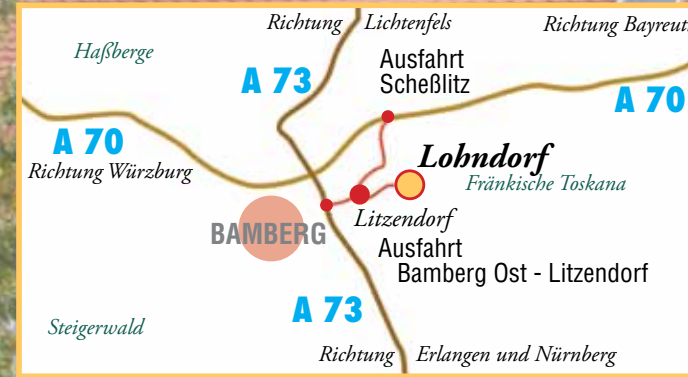 Richtung Lichtenfels
Richtung Bayreut
Haßberge
Ausfahrt
Scheßlitz
A 73
A 70
A 70
Richtung Würzburg
Lohndorf
Fränkische Toskana
Litzendorf
BAMBERG
Ausfahrt
Bamberg Ost - Litzendorf
A 73
Steigerwald
Richtung Erlangen und Nürnberg